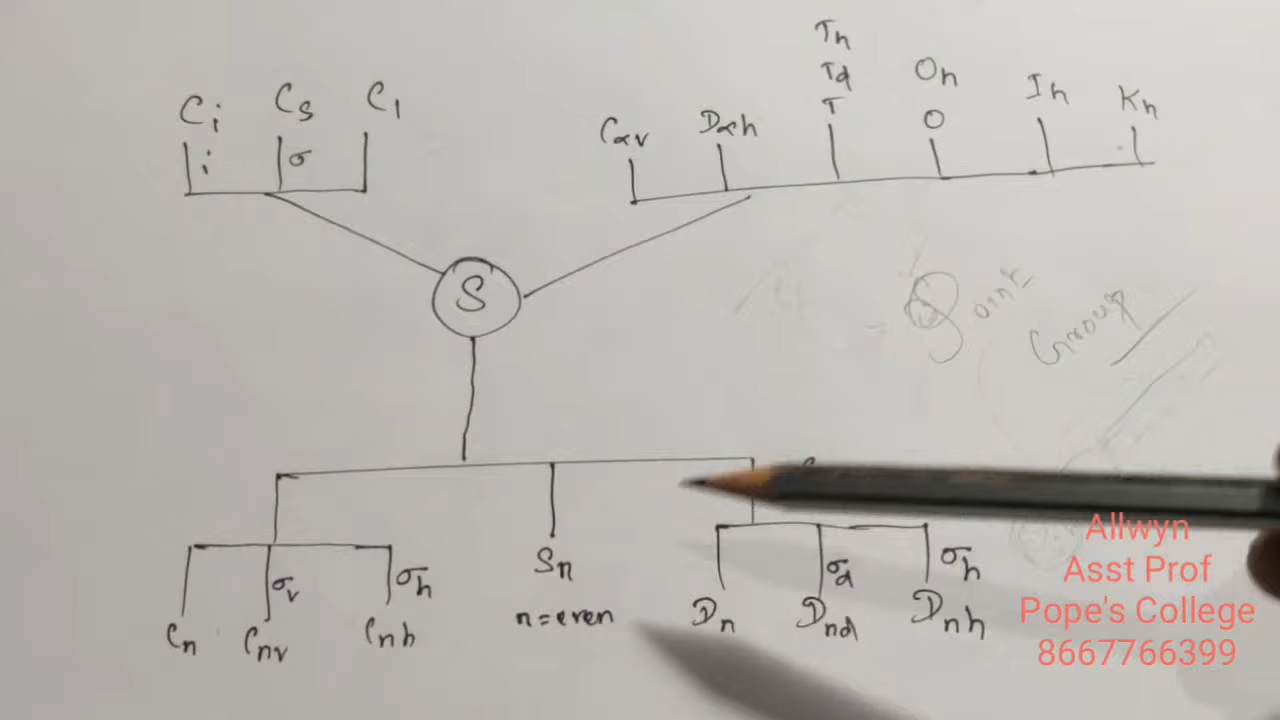 Ci
Cs
C1
i
σ
C∝v
D∝h
Th
Td
T
Oh
O
Ih
Kh
S
Point
Group
Cn
σv
Cnv
σh
Cnh
Sn
n = even
Dn
σd
Dnd
σh
Dnh
Allwyn
Asst Prof
Pope's College
8667766399